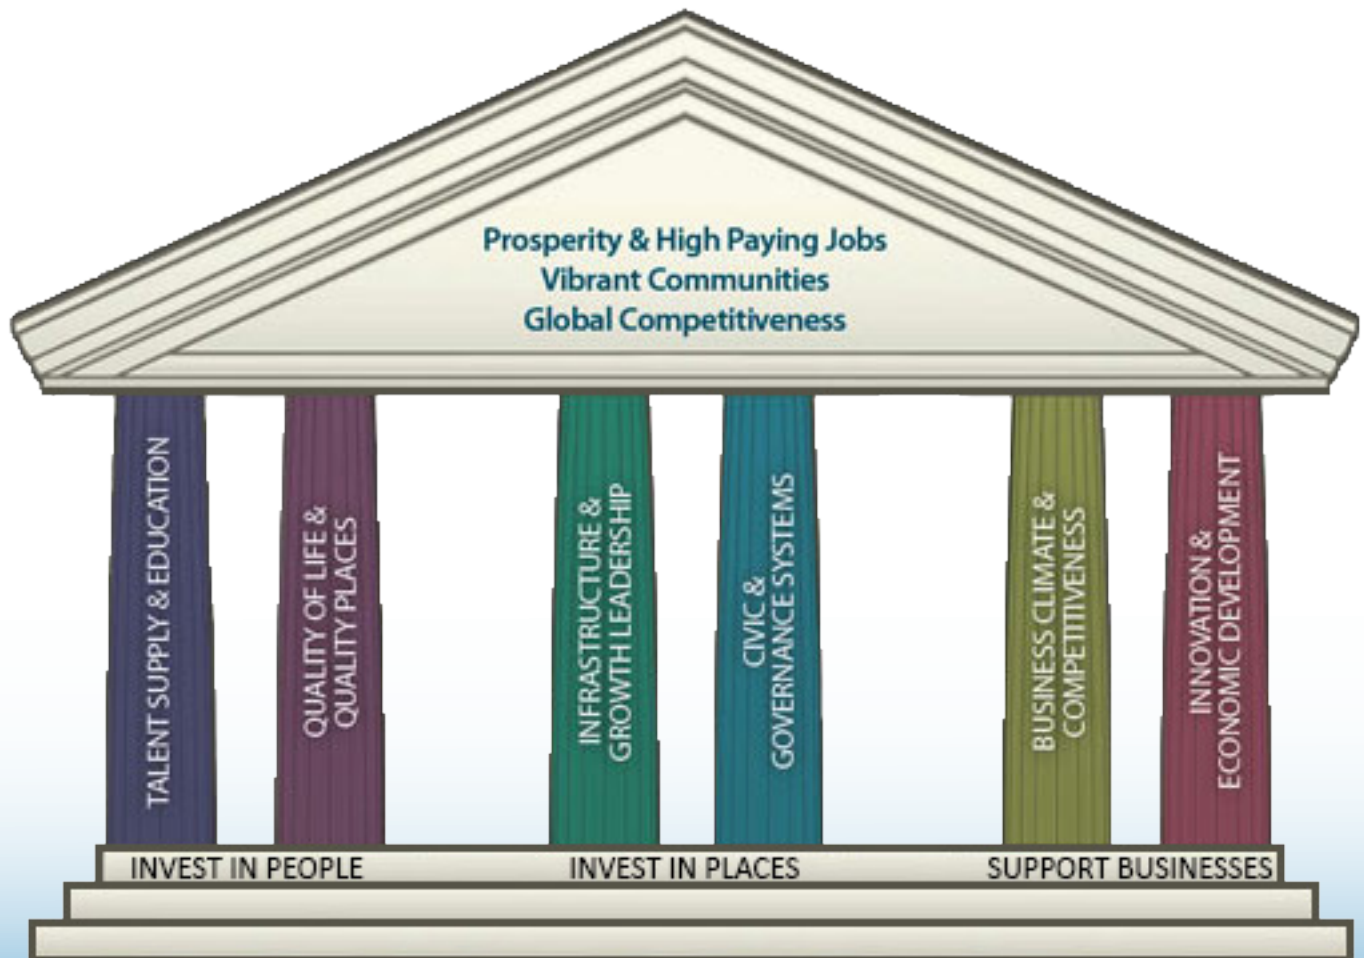 Prosperity & High Paying Jobs
Vibrant Communities
Global Competitiveness
TALENT SUPPLY & EDUCATION
QUALITY OF LIFE &
QUALITY PLACES
INFRASTRUCTURE &
GROWTH LEADERSHIP
CIVIC &
GOVERNANCE SYSTEMS
BUSINESS CLIMATE &
COMPETITIVENESS
INNOVATION &
ECONOMIC DEVELOPMENT
INVEST IN PEOPLE
INVEST IN PLACES
SUPPORT BUSINESSES